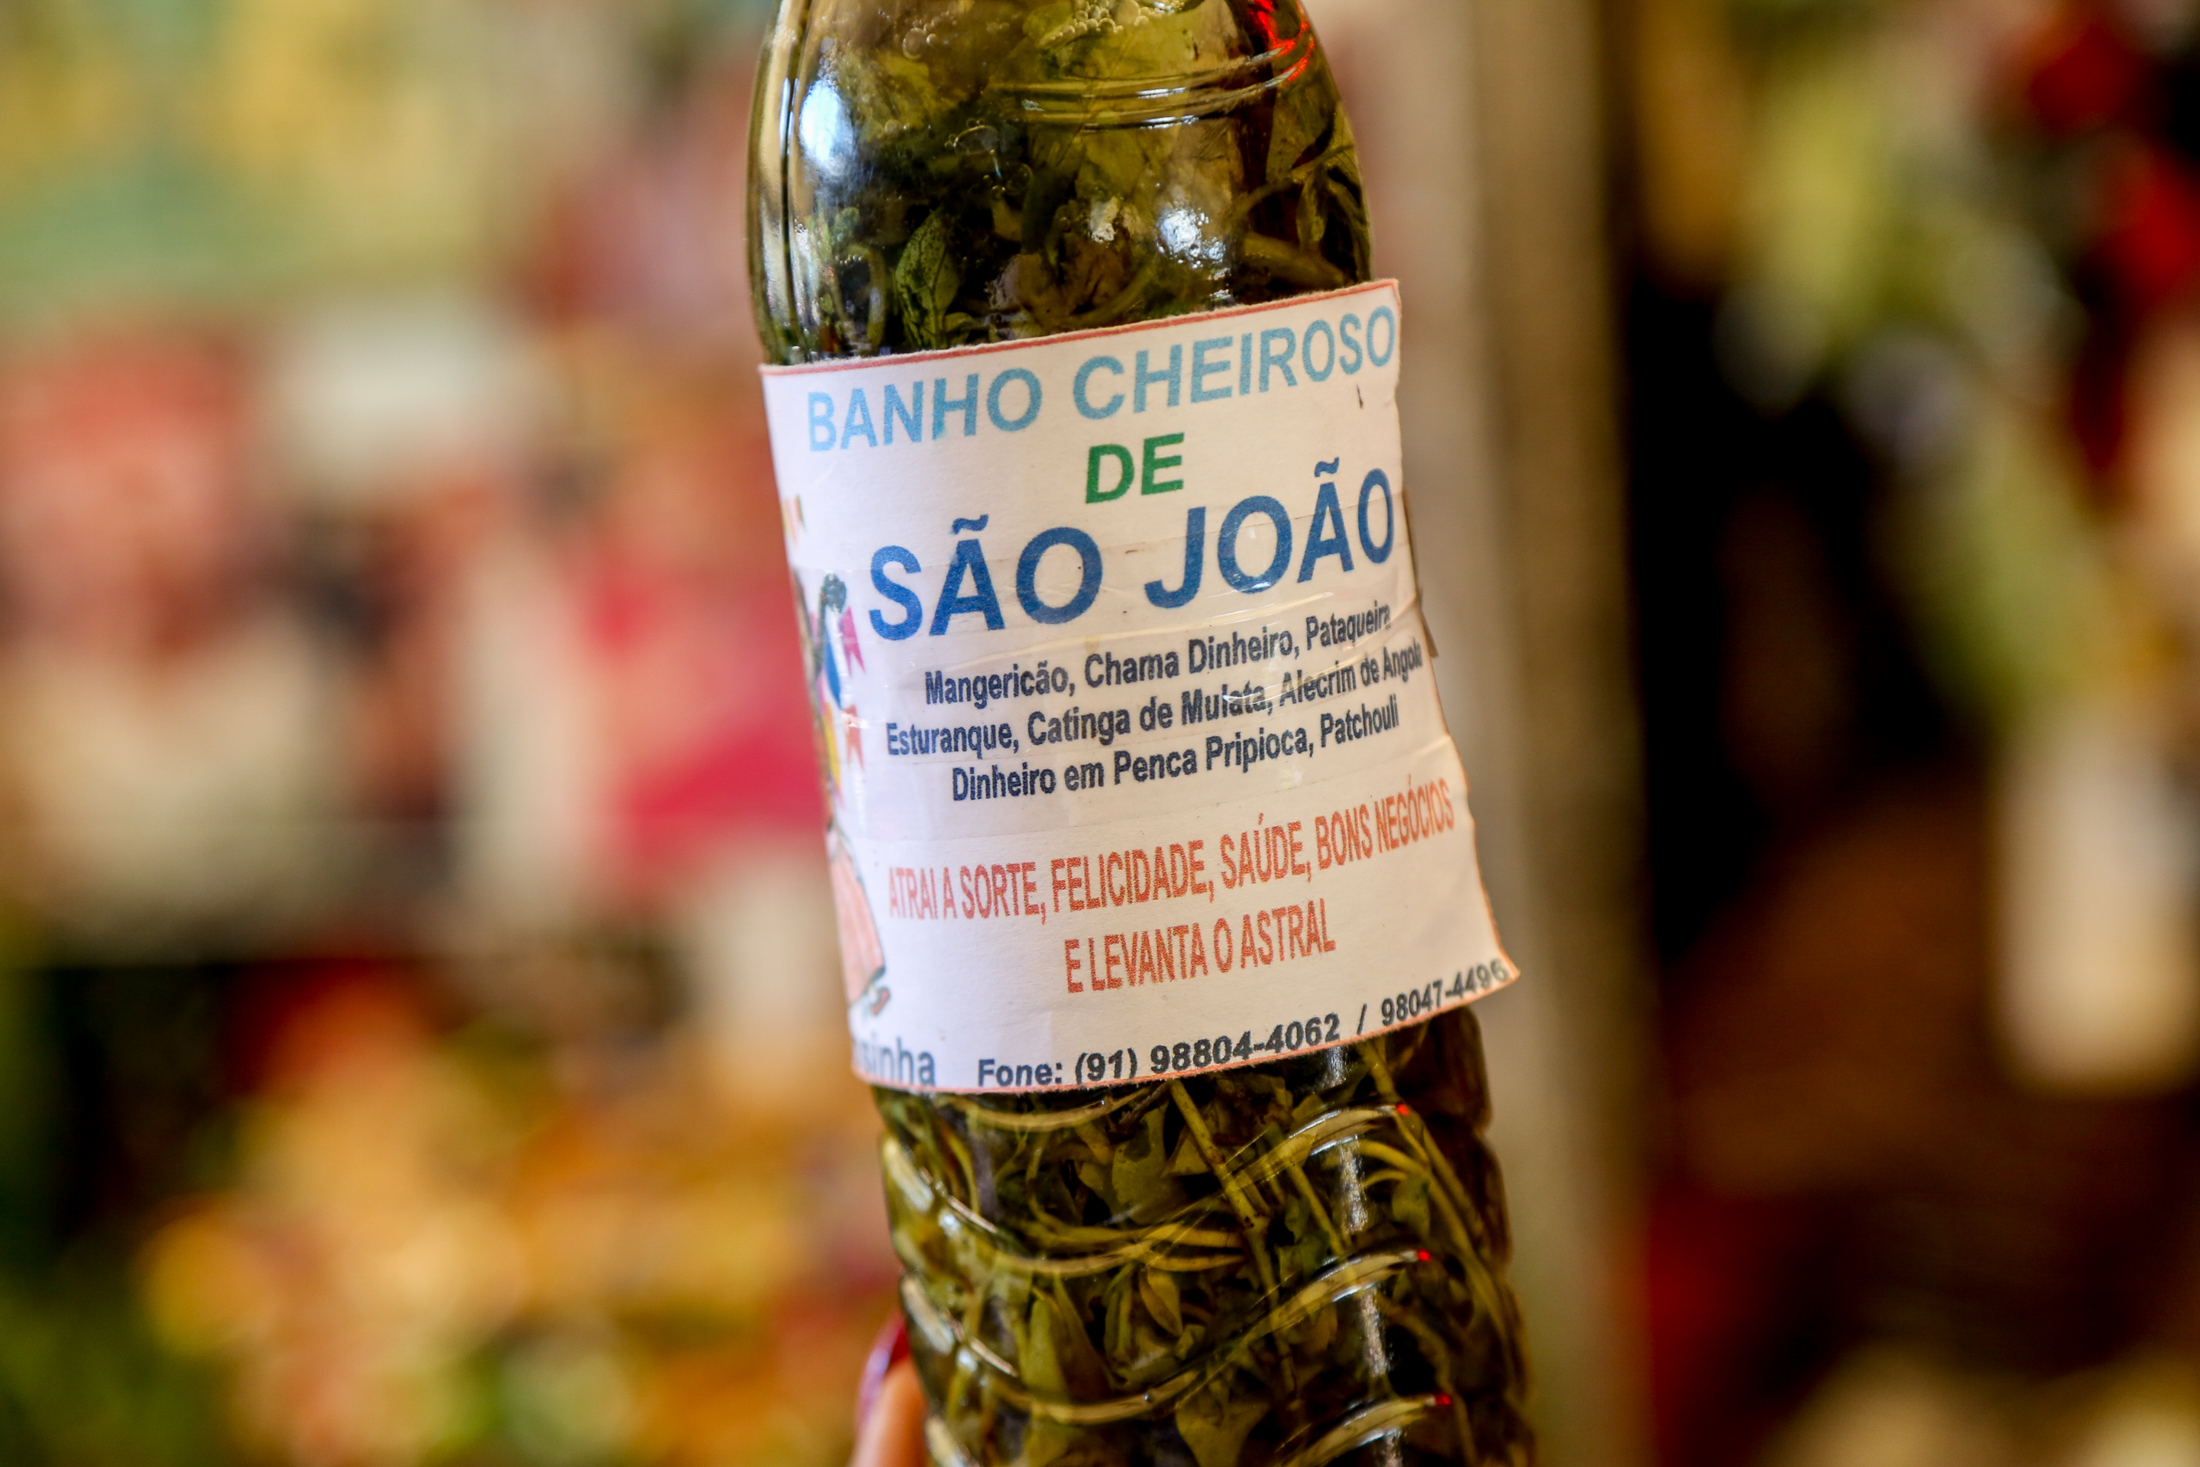 BANHO CHEIROSO
DE
SÃO JOÃO
Mangericão, Chama Dinheiro, Pataqueira
Esturanque, Catinga de Mulata, Alecrim de Angola
Dinheiro em Penca Pripioca, Patchouli
ATRAI A SORTE, FELICIDADE, SAÚDE, BONS NEGÓCIOS
E LEVANTA O ASTRAL
Fone: (91) 98804-4062 / 98047-4496